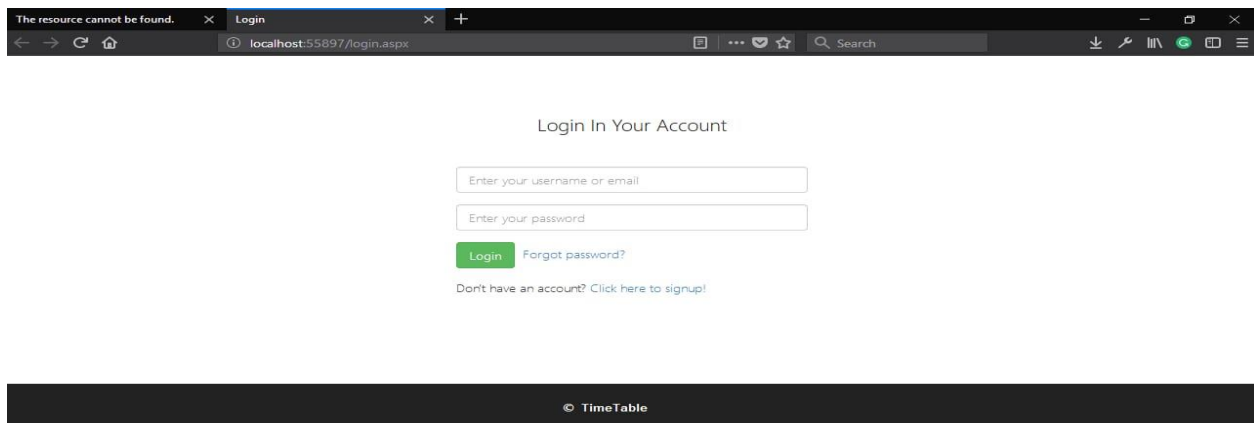 The resource cannot be found.
Login
localhost:55897/login.aspx
Search
Login In Your Account
Enter your username or email
Enter your password
Login Forgot password?
Don't have an account? Click here to signup!
© TimeTable